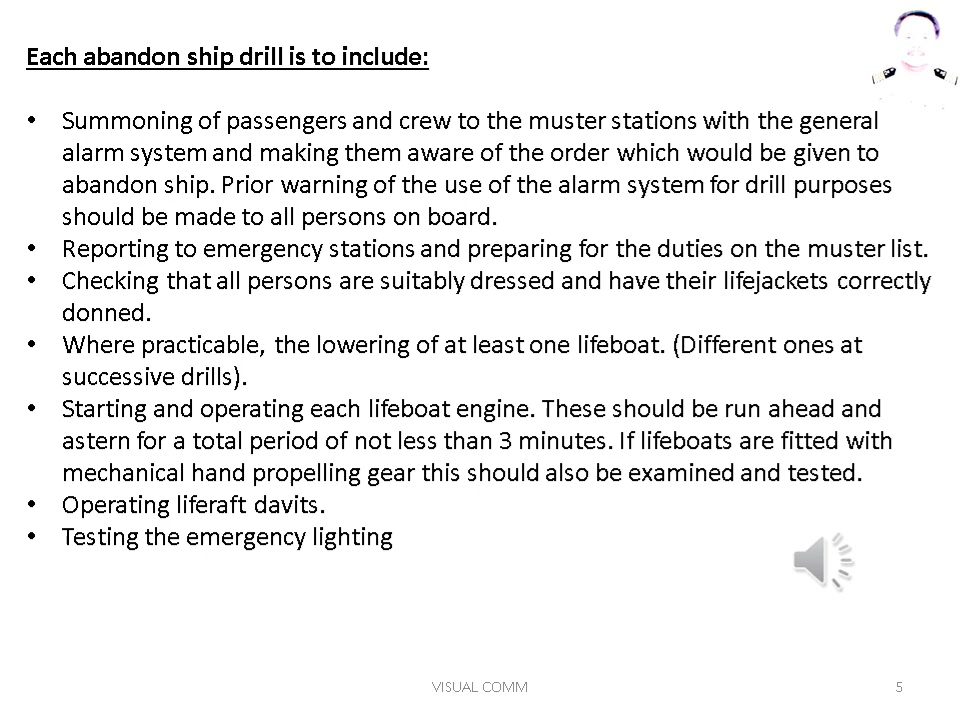 Each abandon ship drill is to include:
• Summoning of passengers and crew to the muster stations with the general
alarm system and making them aware of the order which would be given to
abandon ship. Prior warning of the use of the alarm system for drill purposes
should be made to all persons on board.
• Reporting to emergency stations and preparing for the duties on the muster list.
• Checking that all persons are suitably dressed and have their lifejackets correctly
donned.
• Where practicable, the lowering of at least one lifeboat. (Different ones at
successive drills).
• Starting and operating each lifeboat engine. These should be run ahead and
astern for a total period of not less than 3 minutes. If lifeboats are fitted with
mechanical hand propelling gear this should also be examined and tested.
• Operating liferaft davits.
• Testing the emergency lighting
VISUAL COMM
5